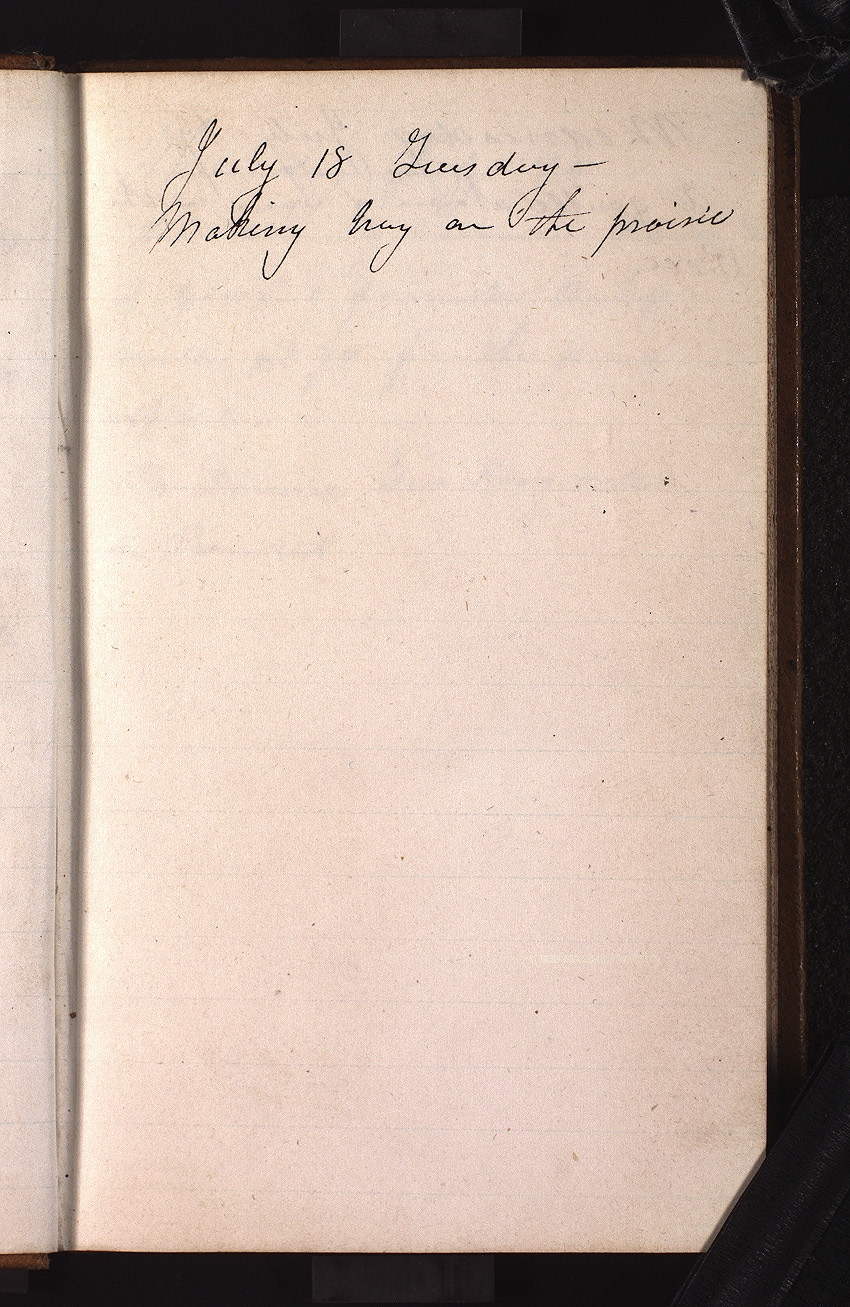 July 18 Tuesday—
Making hay on the prairie